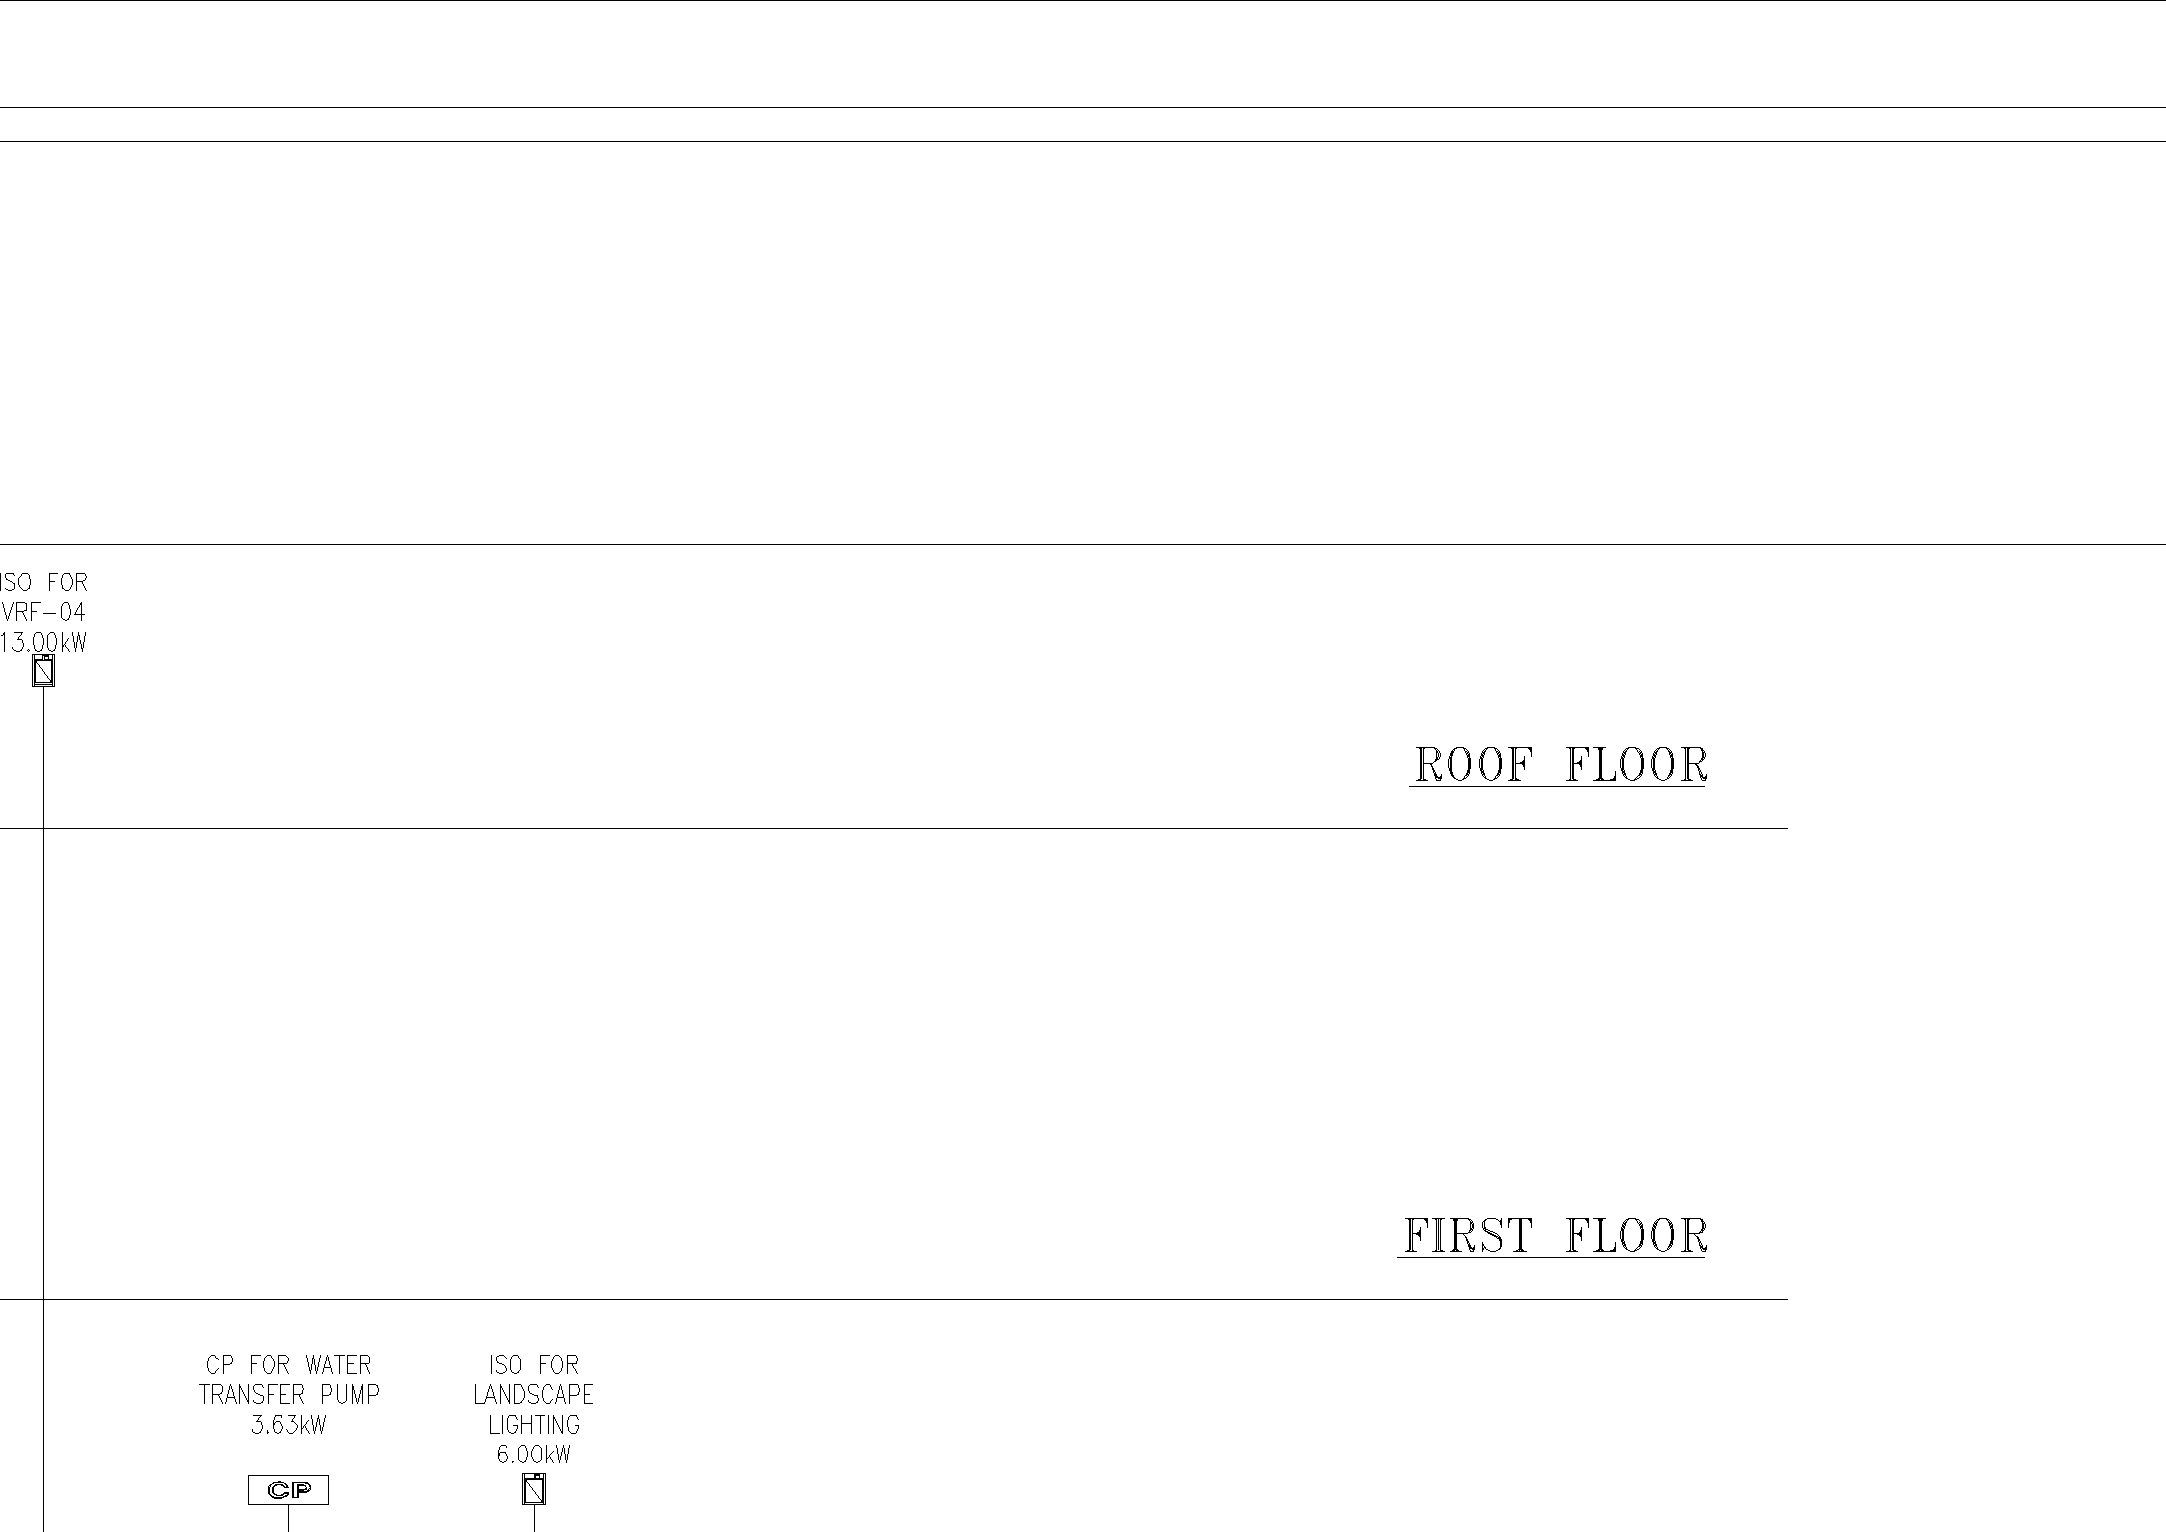 ISO FOR
VRF-04
13.00kW
ROOF FLOOR
FIRST FLOOR
CP FOR WATER
TRANSFER PUMP
3.63kW
CP
ISO FOR
LANDSCAPE
LIGHTING
6.00kW